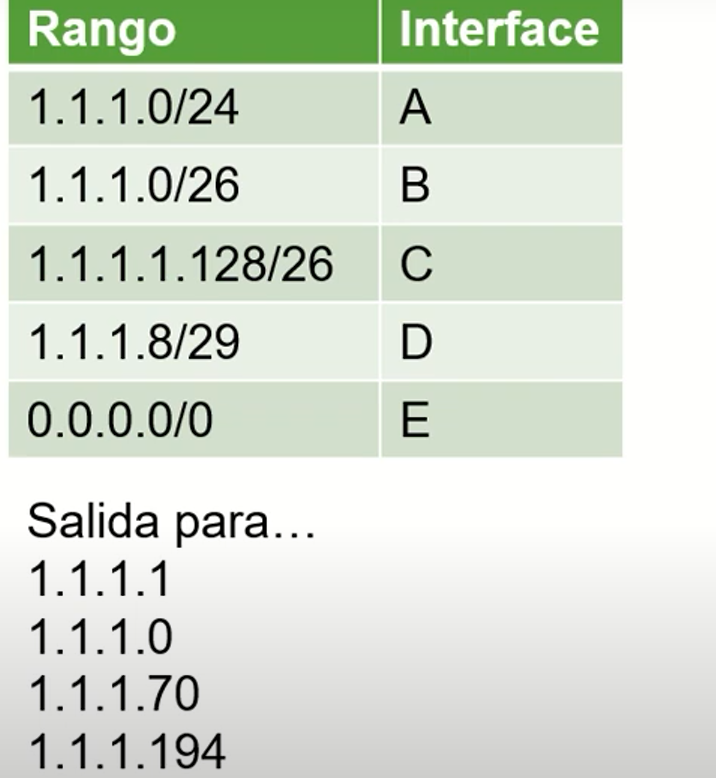 Rango Interface
1.1.1.0/24 A
1.1.1.0/26 B
1.1.1.1.128/26 C
1.1.1.8/29 D
0.0.0.0/0 E
Salida para...
1.1.1.1
1.1.1.0
1.1.1.70
1.1.1.194